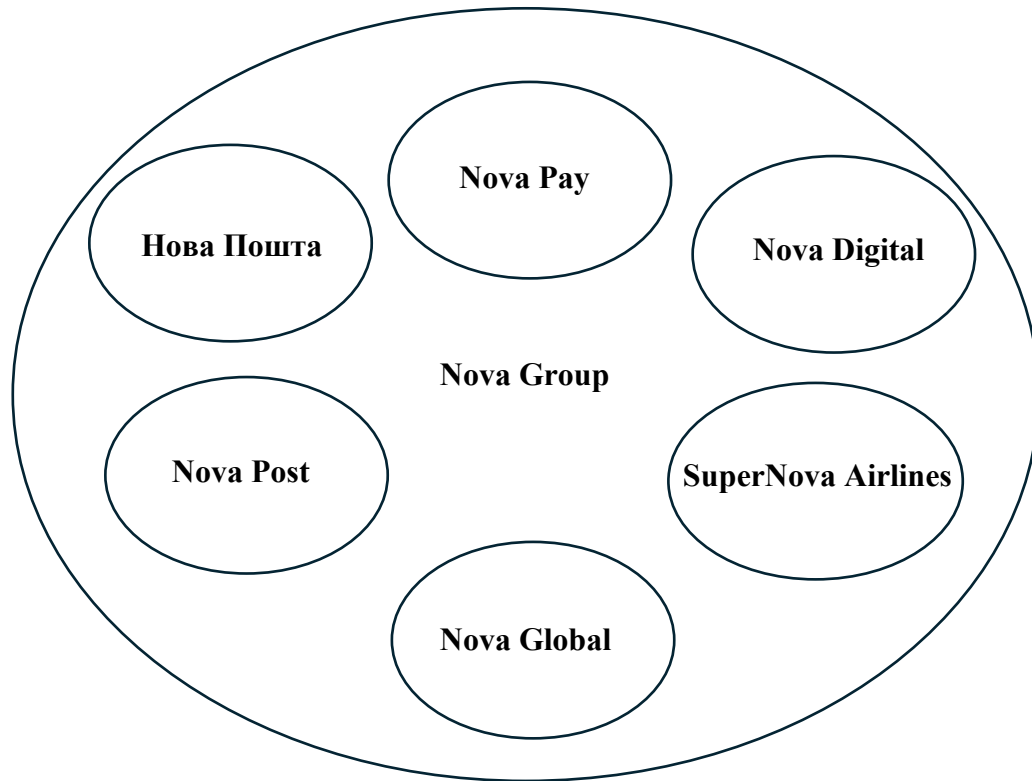 Nova Pay
Нова Пошта
Nova Digital
Nova Group
Nova Post
SuperNova Airlines
Nova Global